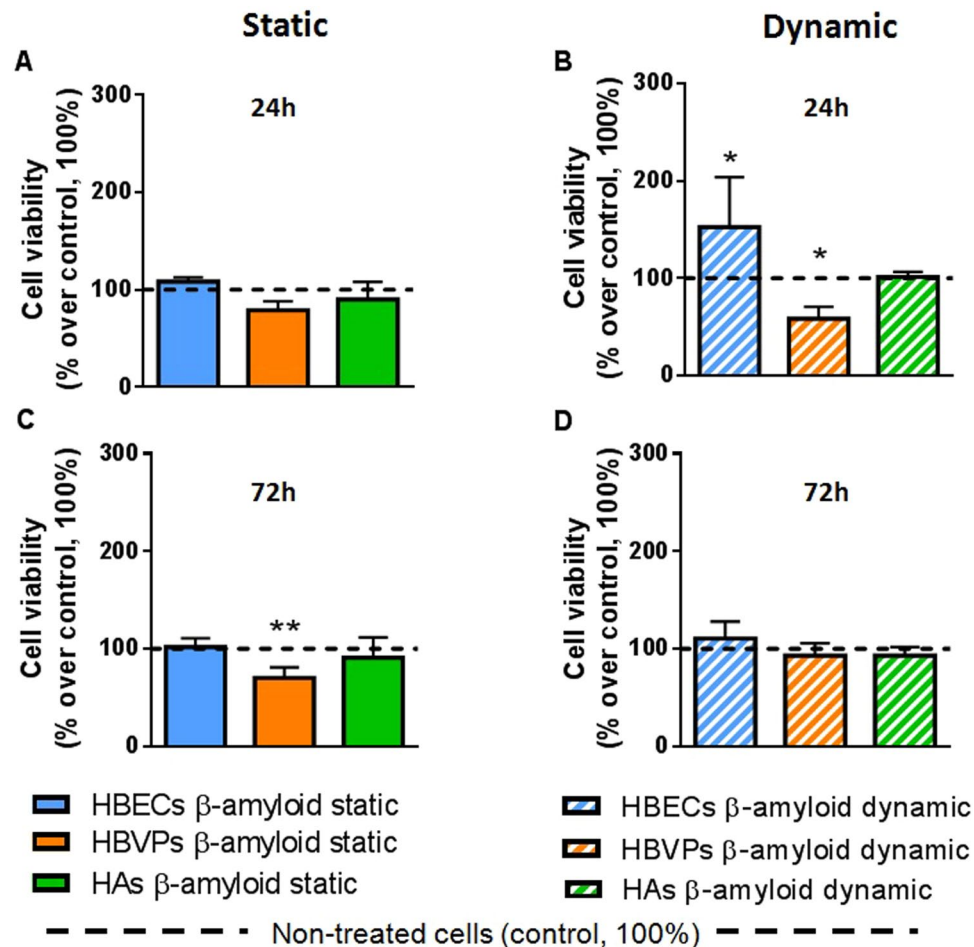 Static
Dynamic
A
24h
Cell viability
(% over control, 100%)
300
200
100
0
B
24h
*
*
Cell viability
(% over control, 100%)
300
200
100
0
C
72h
**
Cell viability
(% over control, 100%)
300
200
100
0
D
72h
Cell viability
(% over control, 100%)
300
200
100
0
HBECs β-amyloid static
HBVPs β-amyloid static
HAs β-amyloid static
HBECs β-amyloid dynamic
HBVPs β-amyloid dynamic
HAs β-amyloid dynamic
Non-treated cells (control, 100%)